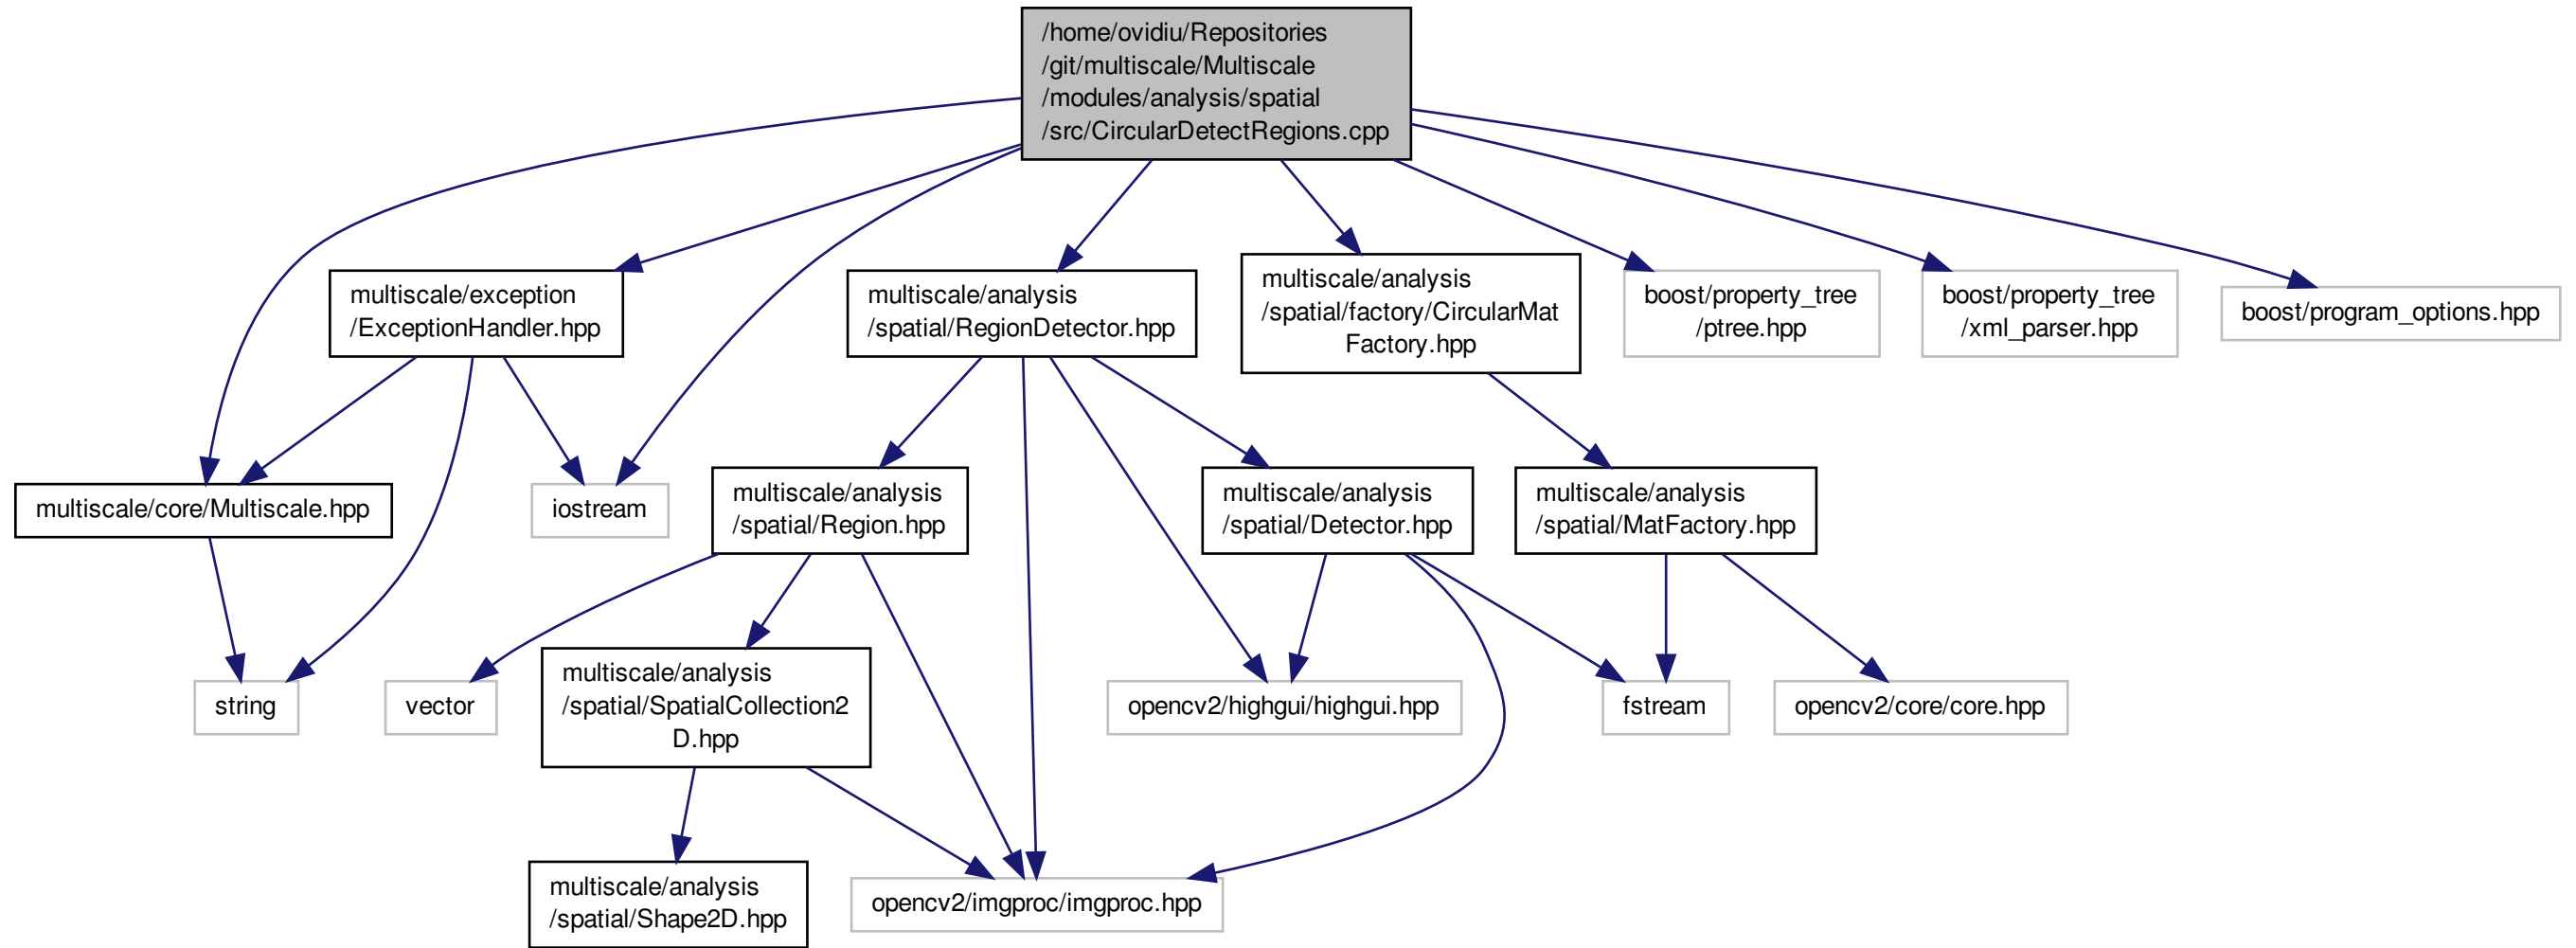 /home/ovidiu/Repositories
/git/multiscale/Multiscale
/modules/analysis/spatial
/src/CircularDetectRegions.cpp
multiscale/exception
/ExceptionHandler.hpp
multiscale/analysis
/spatial/RegionDetector.hpp
multiscale/analysis
/spatial/factory/CircularMat
Factory.hpp
boost/property_tree
/ptree.hpp
boost/property_tree
/xml_parser.hpp
boost/program_options.hpp
multiscale/core/Multiscale.hpp
iostream
multiscale/analysis
/spatial/Region.hpp
multiscale/analysis
/spatial/Detector.hpp
multiscale/analysis
/spatial/MatFactory.hpp
string
vector
multiscale/analysis
/spatial/SpatialCollection2
D.hpp
opencv2/highgui/highgui.hpp
fstream
opencv2/core/core.hpp
multiscale/analysis
/spatial/Shape2D.hpp
opencv2/imgproc/imgproc.hpp